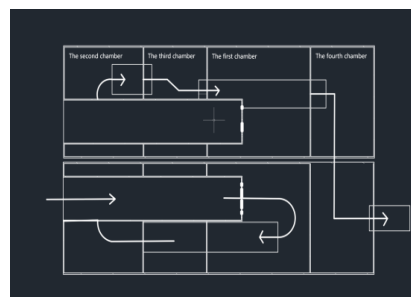 The second chamber
The third chamber
The first chamber
The fourth chamber